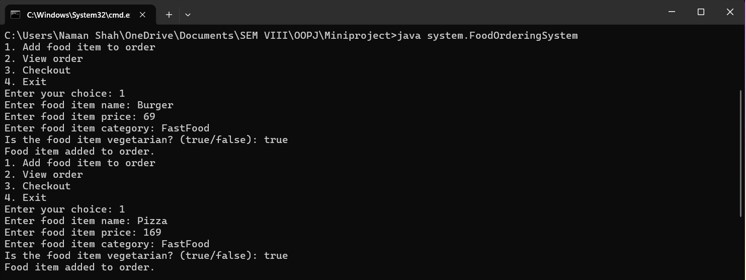 C:\Windows\System32\cmd.e
C:\Users\Naman Shah\OneDrive\Documents\SEM VIII\OOPJ\Miniproject>java system.FoodOrderingSystem
1. Add food item to order
2. View order
3. Checkout
4. Exit
Enter your choice: 1
Enter food item name: Burger
Enter food item price: 69
Enter food item category: FastFood
Is the food item vegetarian? (true/false): true
Food item added to order.
1. Add food item to order
2. View order
3. Checkout
4. Exit
Enter your choice: 1
Enter food item name: Pizza
Enter food item price: 169
Enter food item category: FastFood
Is the food item vegetarian? (true/false): true
Food item added to order.